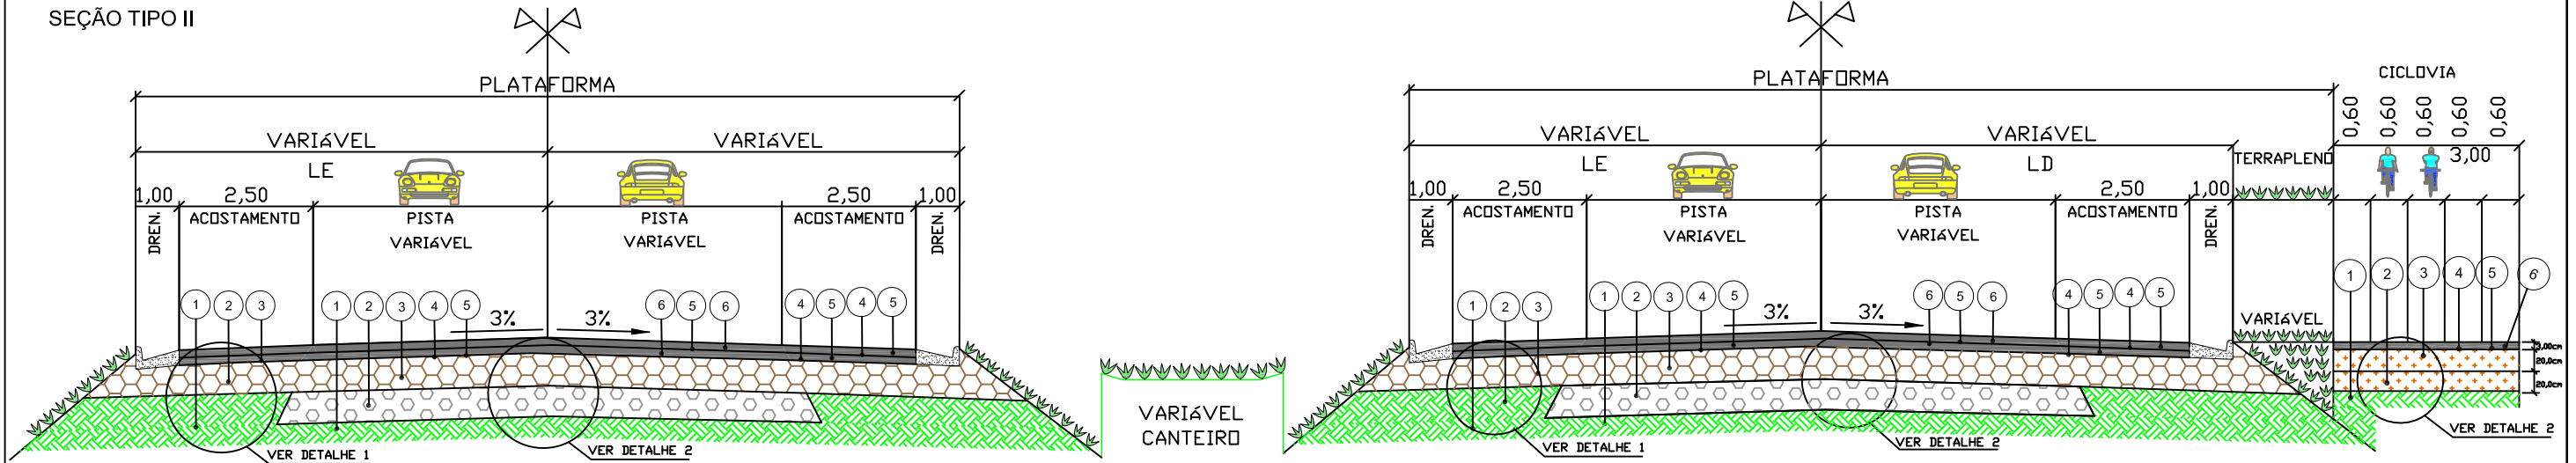 SEÇÃO TIPO II
PLATAFORMA
VARIÁVEL VARIÁVEL
LE
1,00 2,50 2,50 1,00
DREN. ACOSTAMENTO PISTA PISTA ACOSTAMENTO DREN.
VARIÁVEL VARIÁVEL
1 2 3 1 2 3 4 5 6 5 6 4 5 4 5
3% 3%
VER DETALHE 1 VER DETALHE 2
VARIÁVEL
CANTEIRO
PLATAFORMA
VARIÁVEL VARIÁVEL
LE LD
1,00 2,50 2,50 1,00
DREN. ACOSTAMENTO PISTA PISTA ACOSTAMENTO DREN.
VARIÁVEL VARIÁVEL
1 2 3 1 2 3 4 5 6 5 6 4 5 4 5
3% 3%
VER DETALHE 1 VER DETALHE 2
TERRAPLENO
VARIÁVEL
CICLOVIA
0,60 0,60 0,60 0,60 0,60
3,00
1 2 3 4 5 6
20,0cm
20,0cm
VER DETALHE 2